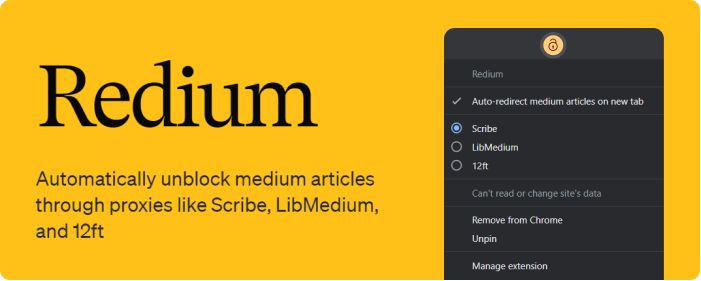 Redium
Automatically unblock medium articles
through proxies like Scribe, LibMedium,
and 12ft
Redium
Auto-redirect medium articles on new tab
Scribe
LibMedium
12ft
Can't read or change site's data
Remove from Chrome
Unpin
Manage extension